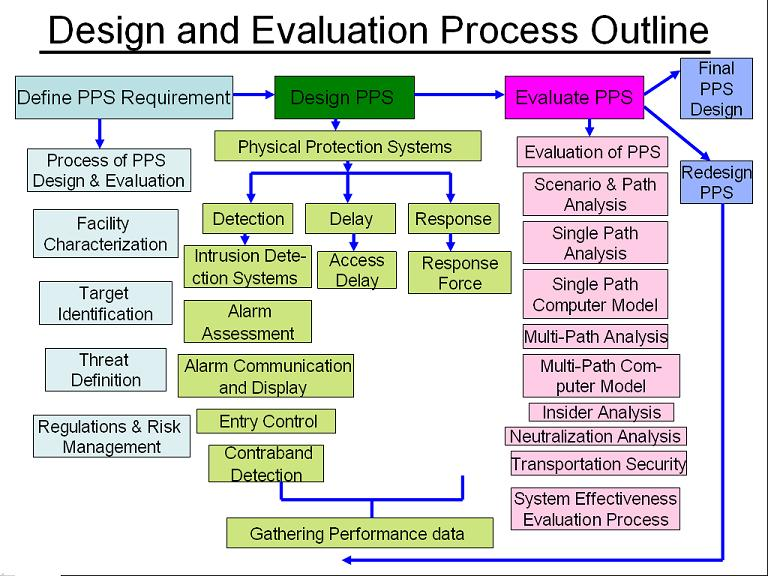 Design and Evaluation Process Outline
Define PPS Requirement
Design PPS
Evaluate PPS
Final
PPS
Design
Redesign
PPS
Process of PPS
Design & Evaluation
Facility
Characterization
Target
Identification
Threat
Definition
Regulations & Risk
Management
Physical Protection Systems
Detection
Delay
Response
Intrusion Dete-
ction Systems
Access
Delay
Response
Force
Alarm
Assessment
Alarm Communication
and Display
Entry Control
Contraband
Detection
Gathering Performance data
Evaluation of PPS
Scenario & Path
Analysis
Single Path
Analysis
Single Path
Computer Model
Multi-Path Analysis
Multi-Path Com-
puter Model
Insider Analysis
Neutralization Analysis
Transportation Security
System Effectiveness
Evaluation Process